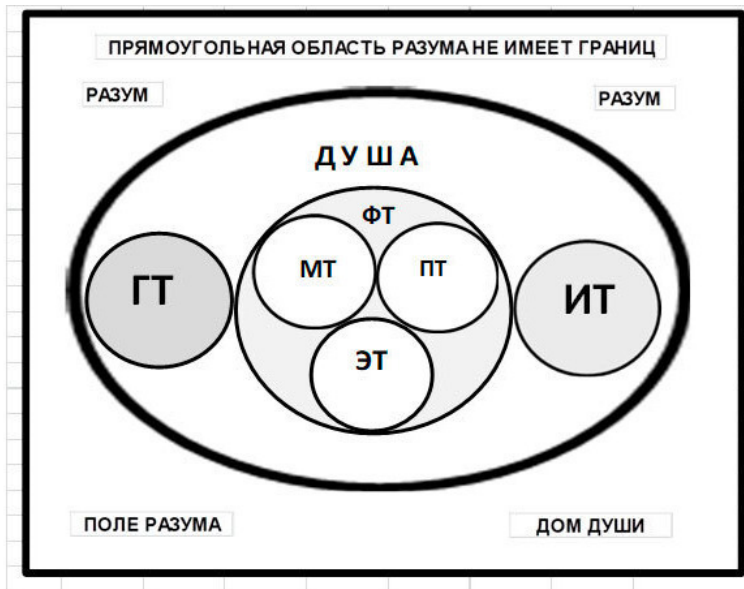 ПРЯМОУГОЛЬНАЯ ОБЛАСТЬ РАЗУМА НЕ ИМЕЕТ ГРАНИЦ
РАЗУМ
РАЗУМ
ДУША
ФТ
МТ
ПТ
ГТ
ИТ
ЭТ
ПОЛЕ РАЗУМА
ДОМ ДУШИ